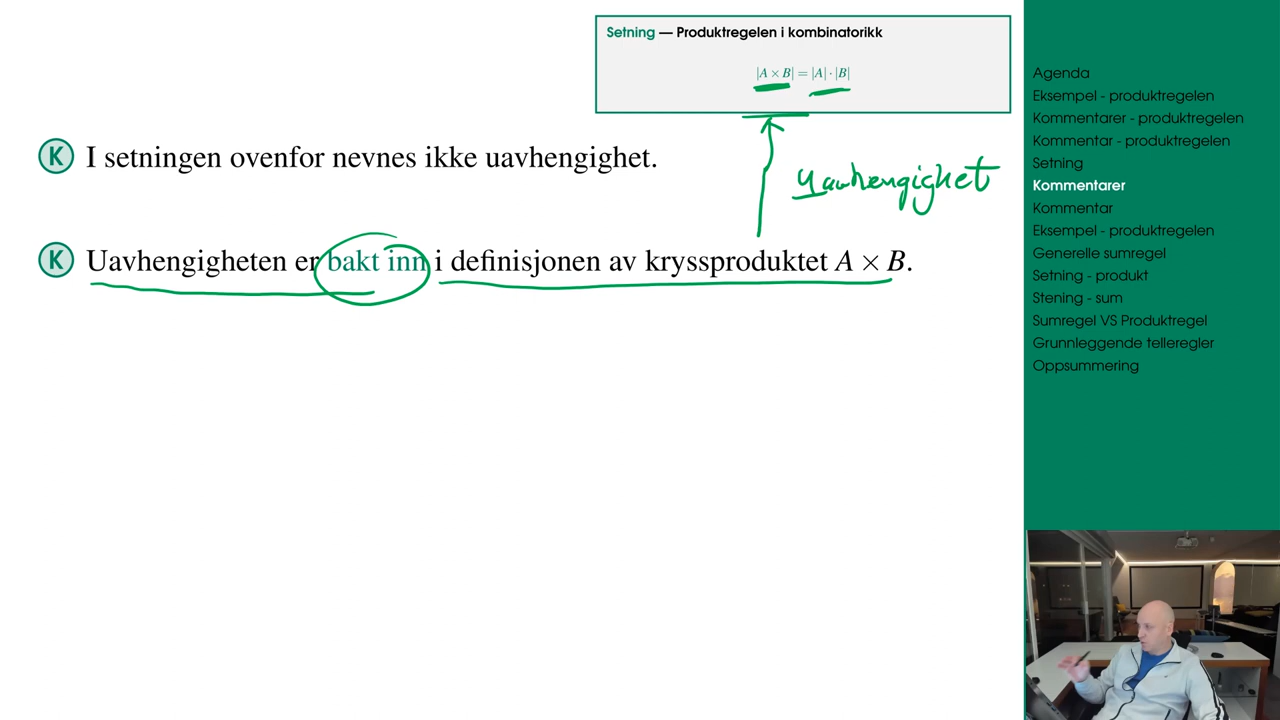 Setning — Produktregelen i kombinatorikk
|A × B| = |A| · |B|
K I setningen ovenfor nevnes ikke uavhengighet.
uavhengighet
K Uavhengigheten er bakt inn i definisjonen av kryssproduktet A × B.
Agenda
Eksempel - produktregelen
Kommentarer - produktregelen
Kommentar - produktregelen
Setning
Kommentarer
Kommentar
Eksempel - produktregelen
Generelle sumregel
Setning - produkt
Stening - sum
Sumregel VS Produktregel
Grunnleggende telleregler
Oppsummering